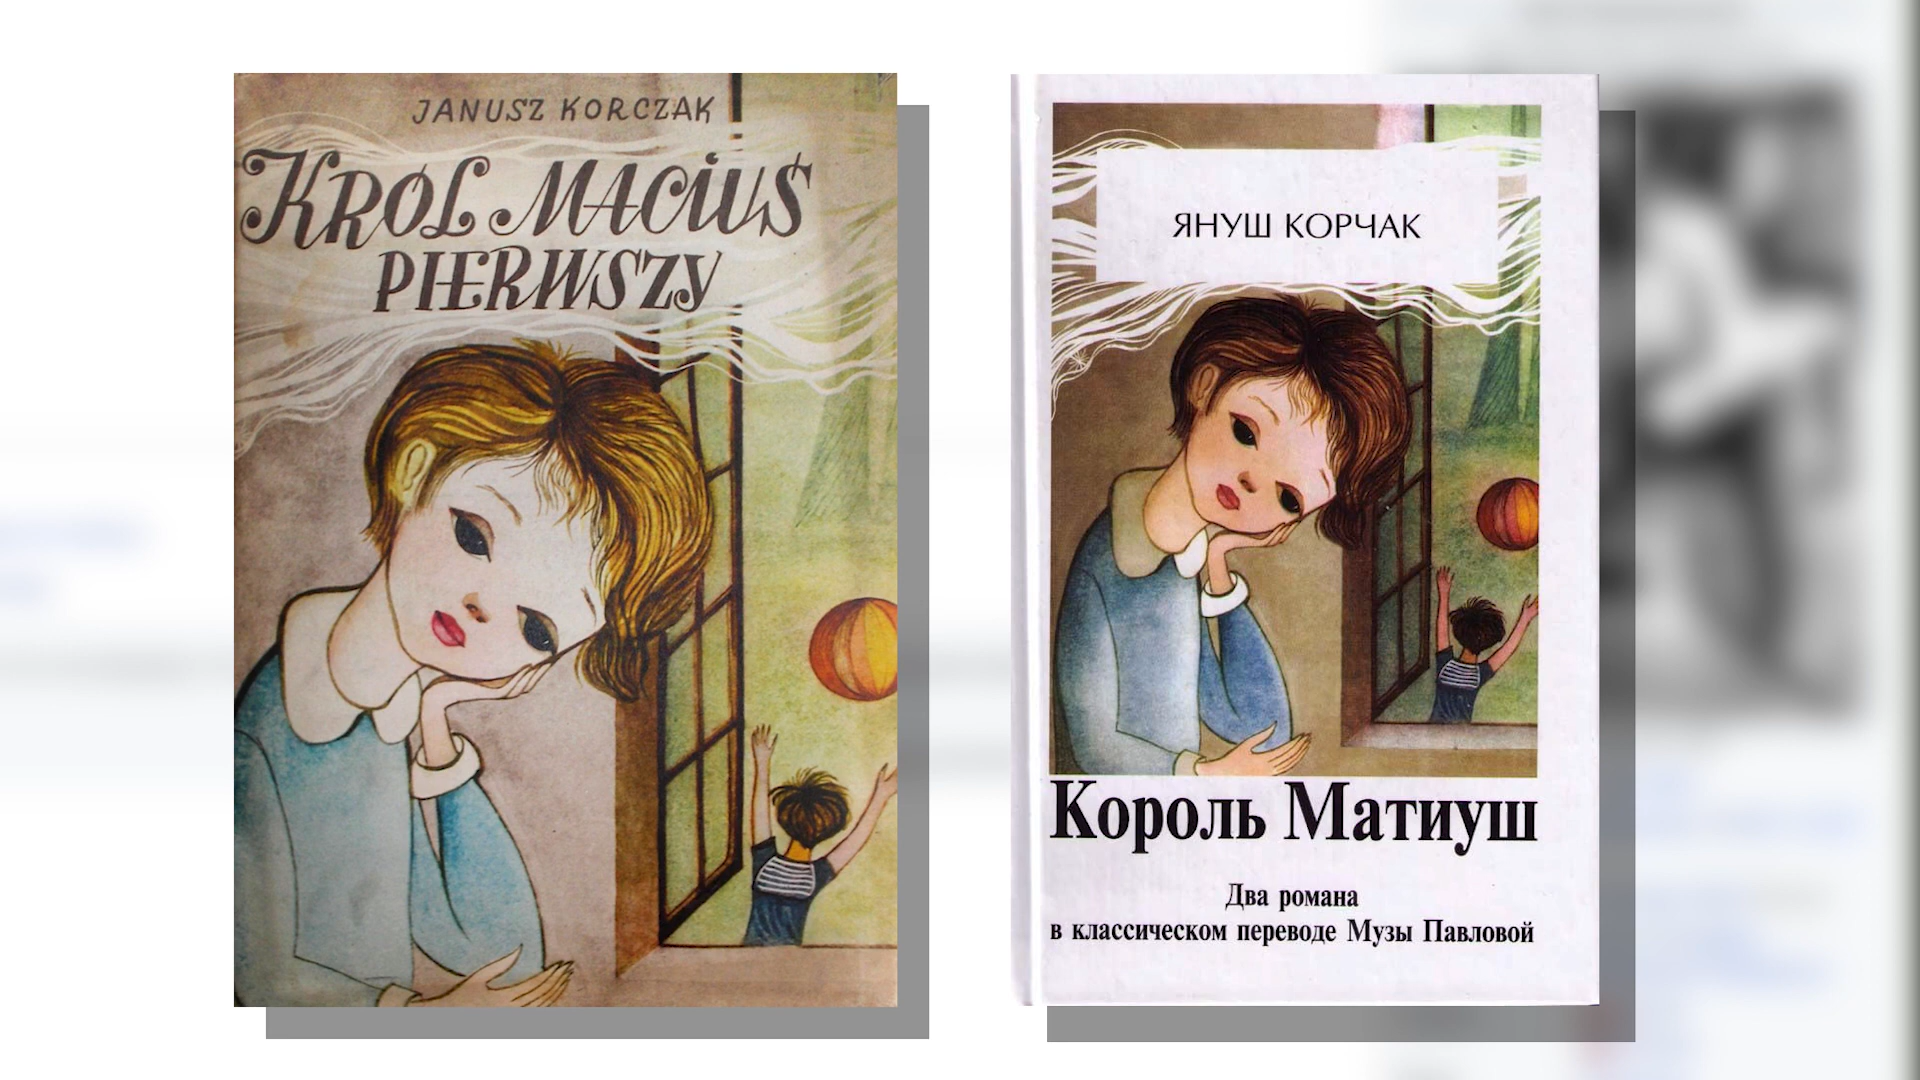 JANUSZ KORCZAK
KRÓL MACIUŚ
PIERWSZY
ЯНУШ КОРЧАК
Король Матиуш
Два романа
в классическом переводе Музы Павловой